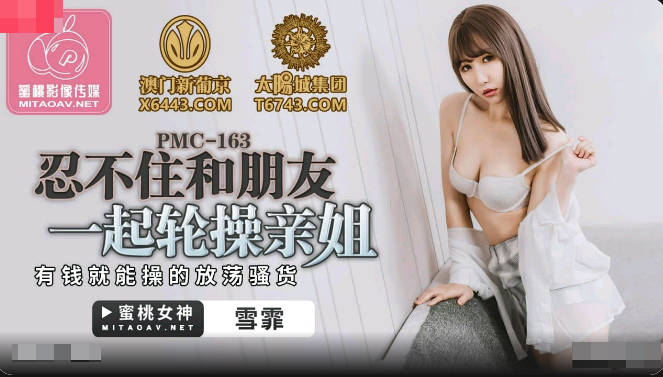 蜜桃影像传媒
MITAOAV.NET
澳门新葡京
X6443.COM
太陽城集团
T6743.COM
PMC-163
忍不住和朋友
一起轮操亲姐
有钱就能操的放荡骚货
蜜桃女神
MITAOAV.NET
雪霏